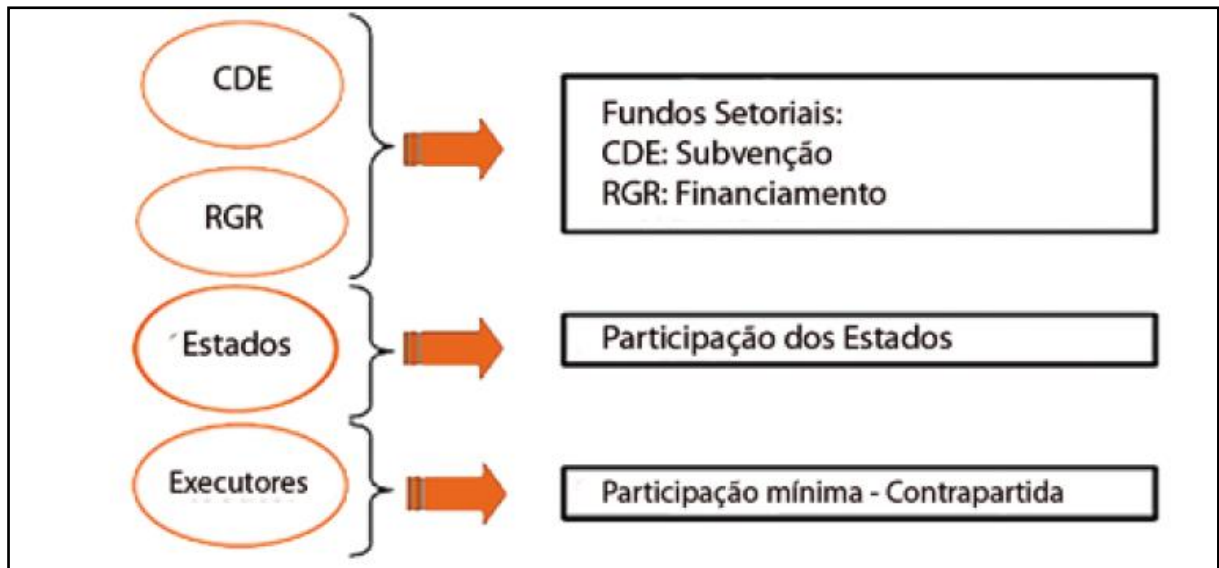 CDE
RGR
Fundos Setoriais:
CDE: Subvenção
RGR: Financiamento
Estados
Participação dos Estados
Executores
Participação mínima - Contrapartida